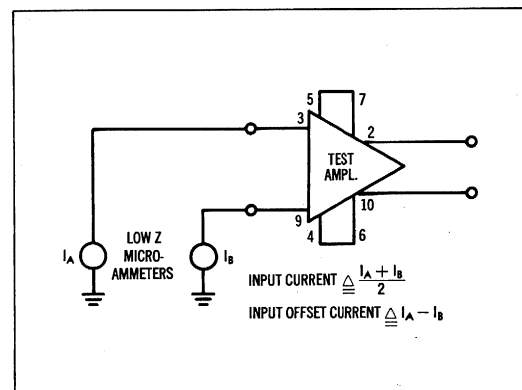 5 7
3 2
TEST
AMPL.
9 10
4 6
I_A
LOW Z
MICRO-
AMMETERS
I_B
INPUT CURRENT ≜ (I_A + I_B)/2
INPUT OFFSET CURRENT ≜ I_A − I_B